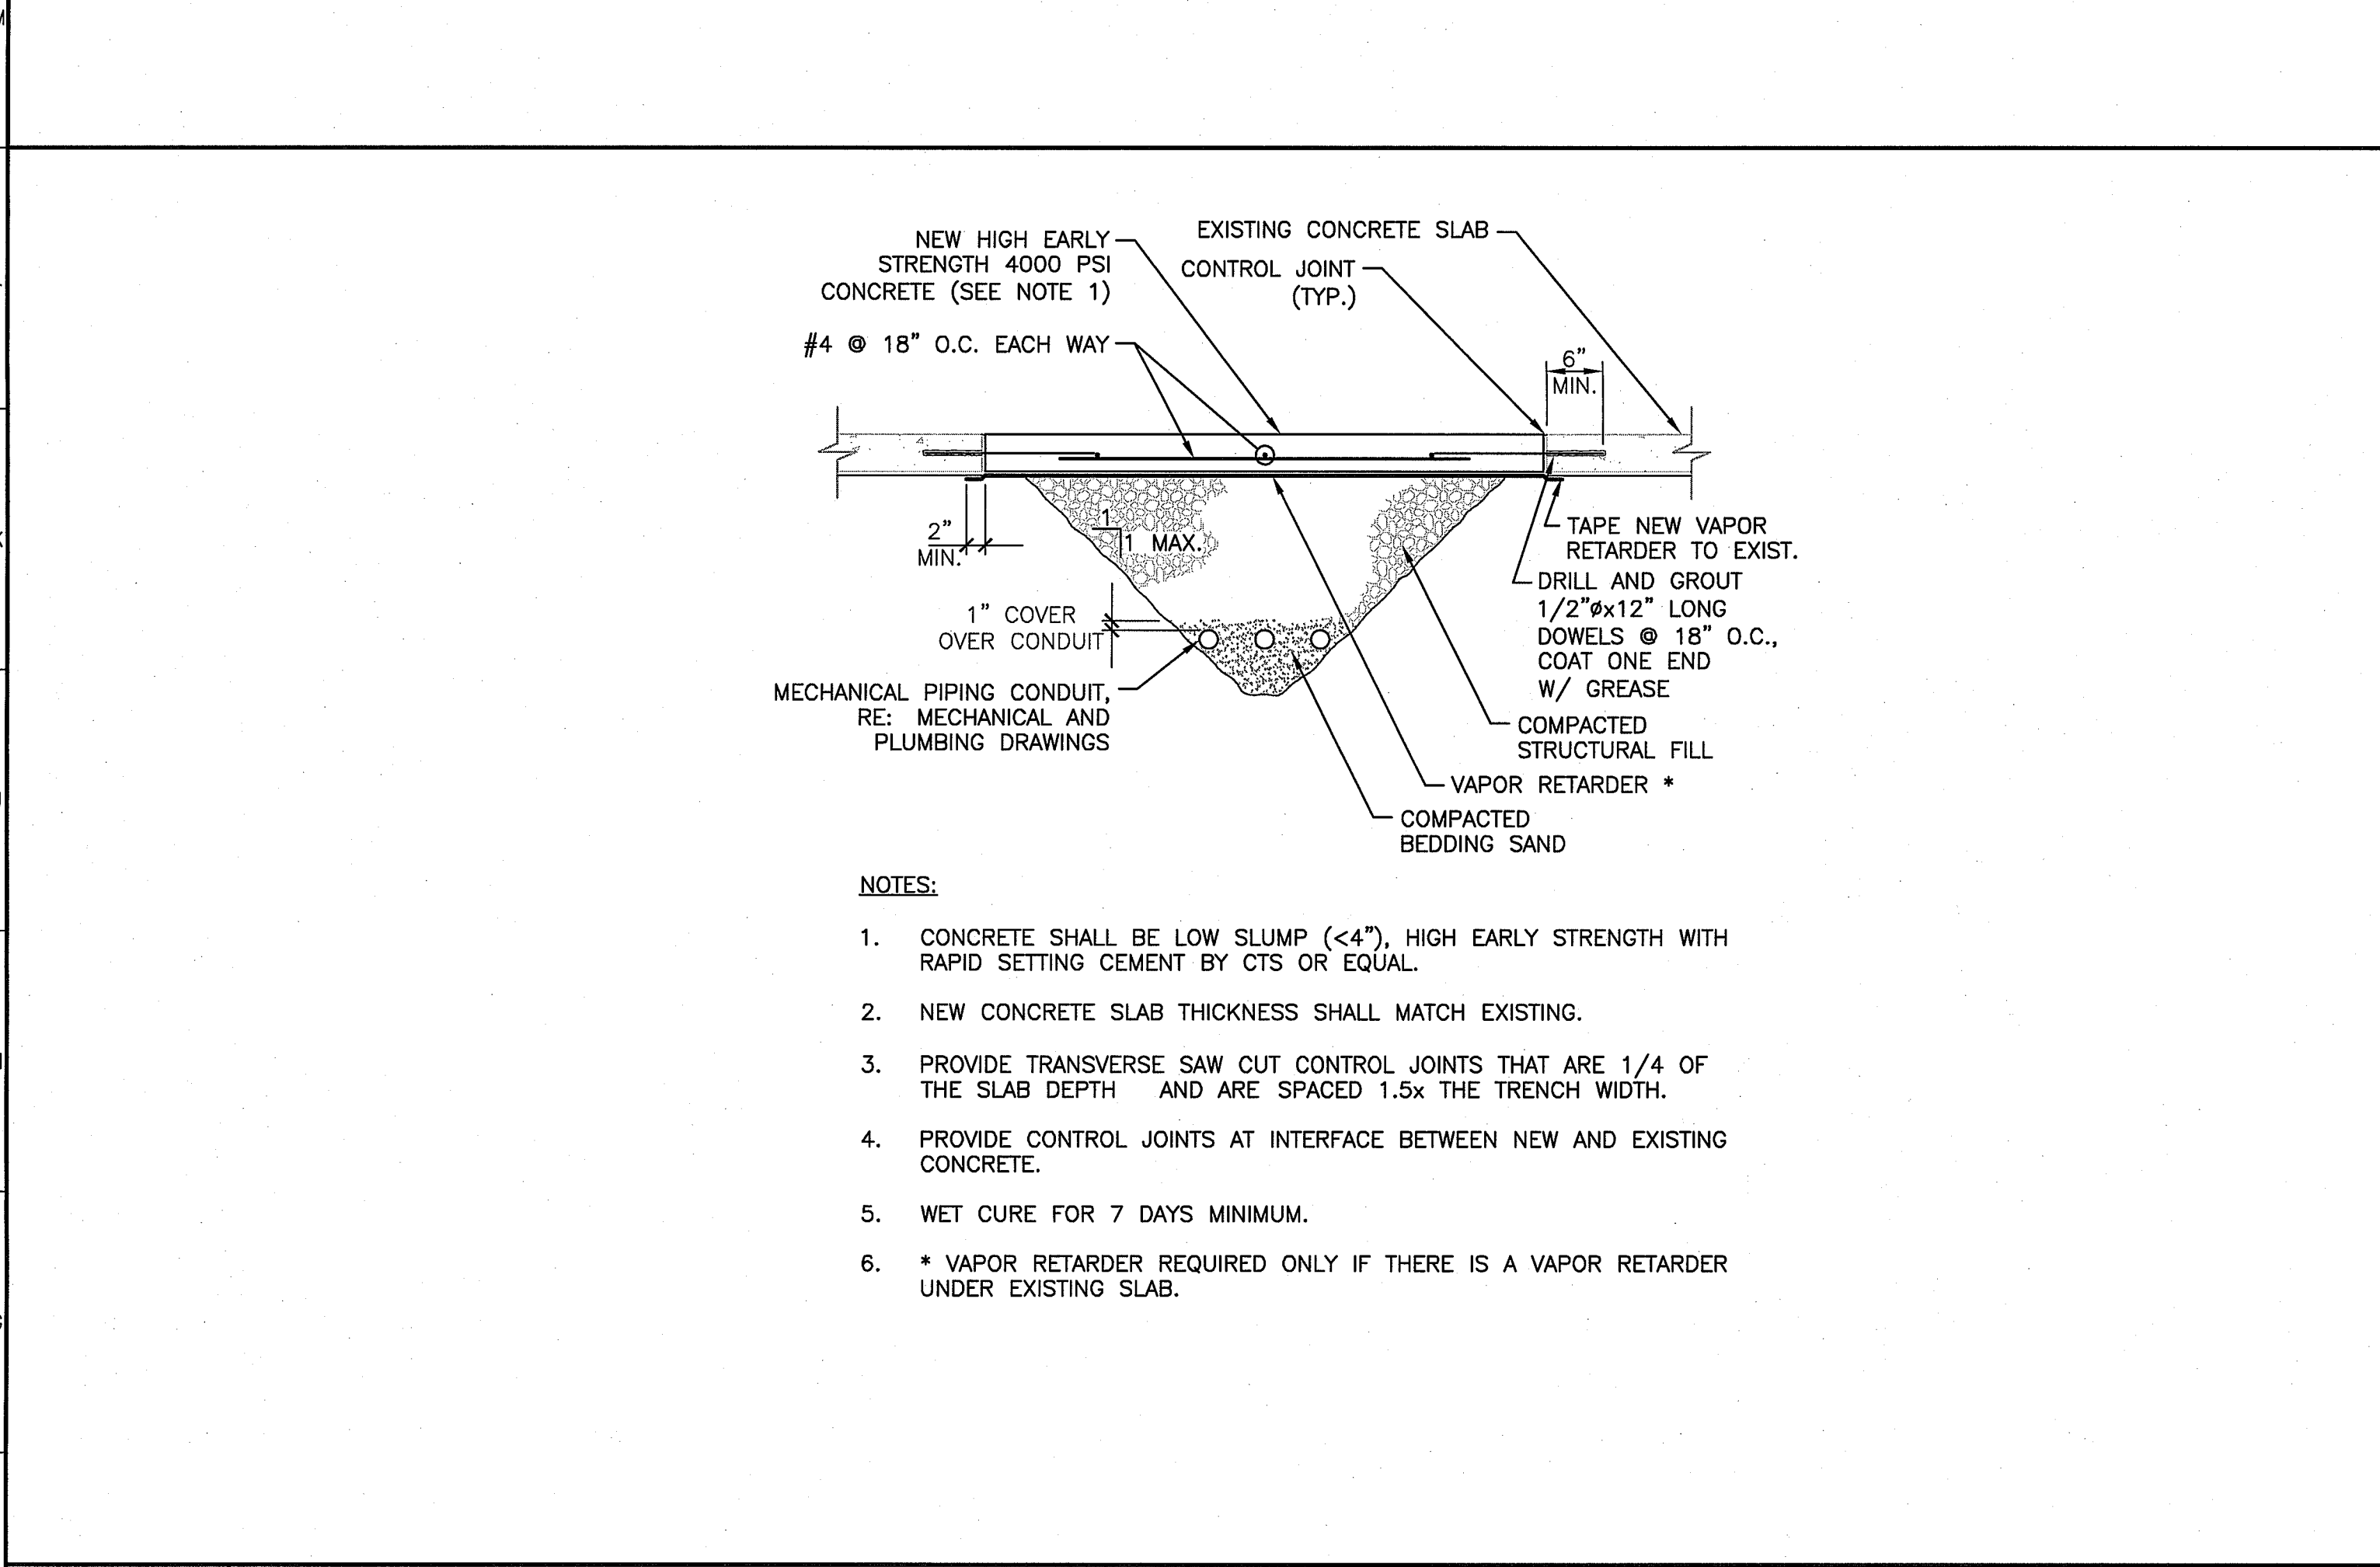 NEW HIGH EARLY
STRENGTH 4000 PSI
CONCRETE (SEE NOTE 1)
EXISTING CONCRETE SLAB
CONTROL JOINT
(TYP.)
#4 @ 18" O.C. EACH WAY
6"
MIN.
2"
MIN.
1
1 MAX.
1" COVER
OVER CONDUIT
MECHANICAL PIPING CONDUIT,
RE: MECHANICAL AND
PLUMBING DRAWINGS
TAPE NEW VAPOR
RETARDER TO EXIST.
DRILL AND GROUT
1/2"øx12" LONG
DOWELS @ 18" O.C.,
COAT ONE END
W/ GREASE
COMPACTED
STRUCTURAL FILL
VAPOR RETARDER *
COMPACTED
BEDDING SAND
NOTES:
1. CONCRETE SHALL BE LOW SLUMP (<4"), HIGH EARLY STRENGTH WITH
RAPID SETTING CEMENT BY CTS OR EQUAL.
2. NEW CONCRETE SLAB THICKNESS SHALL MATCH EXISTING.
3. PROVIDE TRANSVERSE SAW CUT CONTROL JOINTS THAT ARE 1/4 OF
THE SLAB DEPTH AND ARE SPACED 1.5x THE TRENCH WIDTH.
4. PROVIDE CONTROL JOINTS AT INTERFACE BETWEEN NEW AND EXISTING
CONCRETE.
5. WET CURE FOR 7 DAYS MINIMUM.
6. * VAPOR RETARDER REQUIRED ONLY IF THERE IS A VAPOR RETARDER
UNDER EXISTING SLAB.